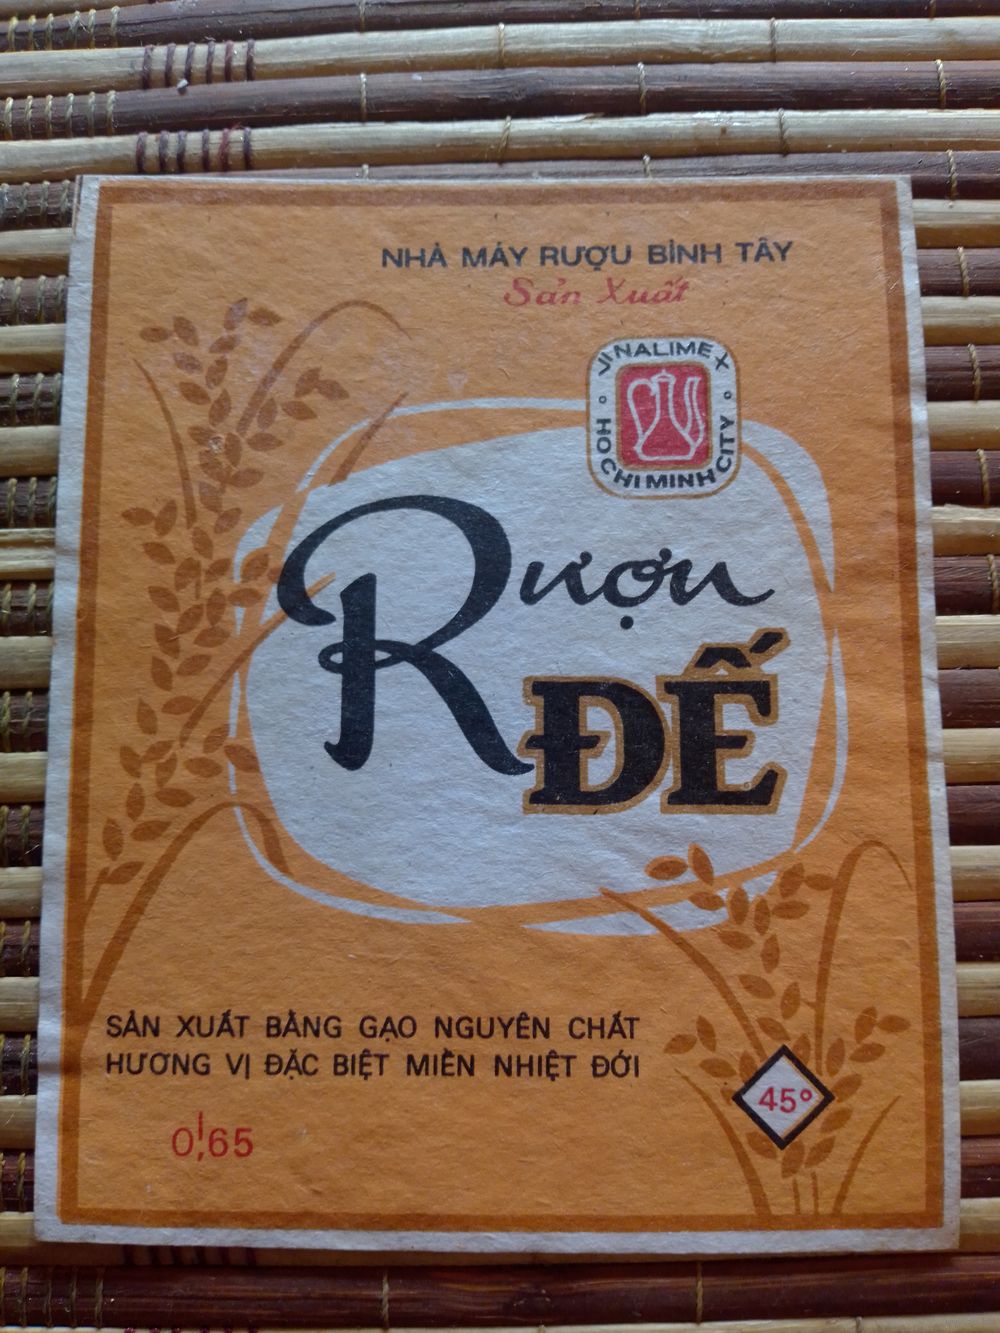 NHÀ MÁY RƯỢU BÌNH TÂY
Sản Xuất
VINALIMEX
HO CHI MINH CITY
Rượu
ĐẾ
SẢN XUẤT BẰNG GẠO NGUYÊN CHẤT
HƯƠNG VỊ ĐẶC BIỆT MIỀN NHIỆT ĐỚI
45°
0,l65